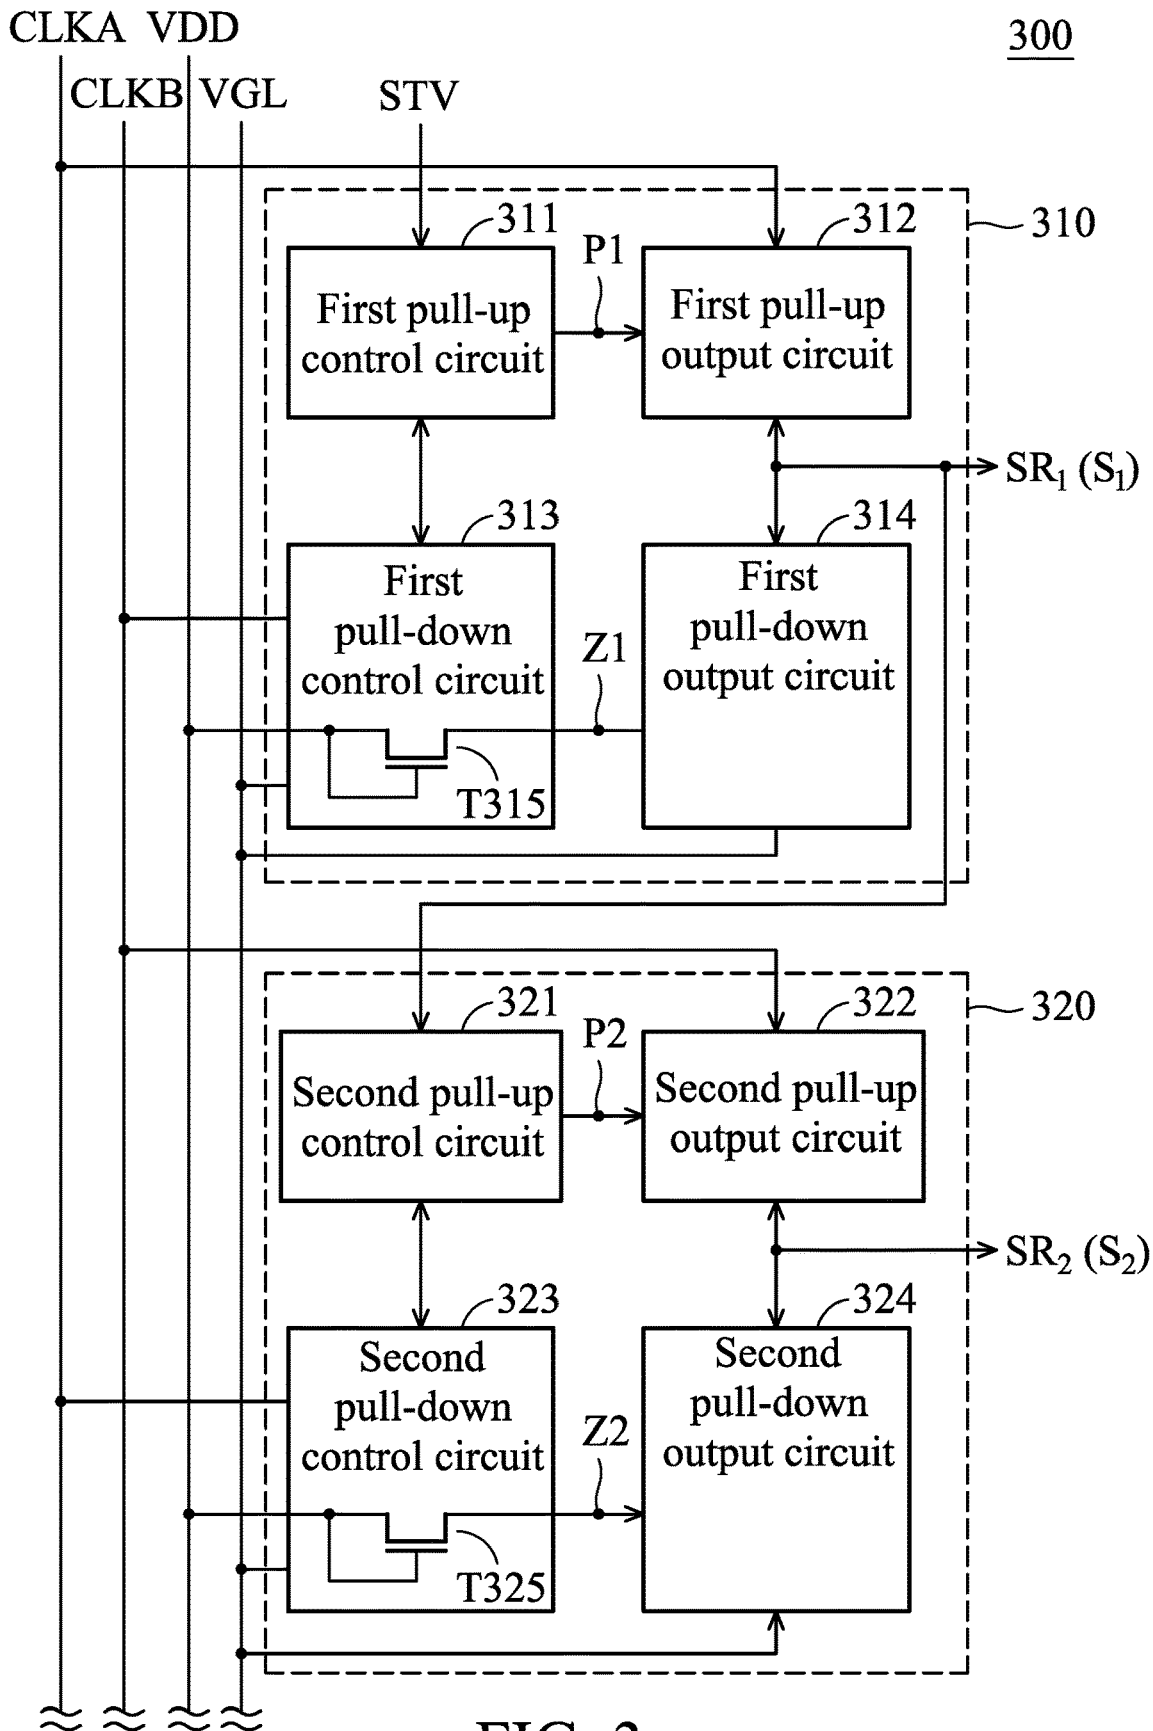 CLKA VDD
300
CLKB VGL STV
311
312
310
P1
First pull-up
control circuit
First pull-up
output circuit
SR1 (S1)
313
314
First
pull-down
control circuit
First
pull-down
output circuit
Z1
T315
321
322
320
P2
Second pull-up
control circuit
Second pull-up
output circuit
SR2 (S2)
323
324
Second
pull-down
control circuit
Second
pull-down
output circuit
Z2
T325